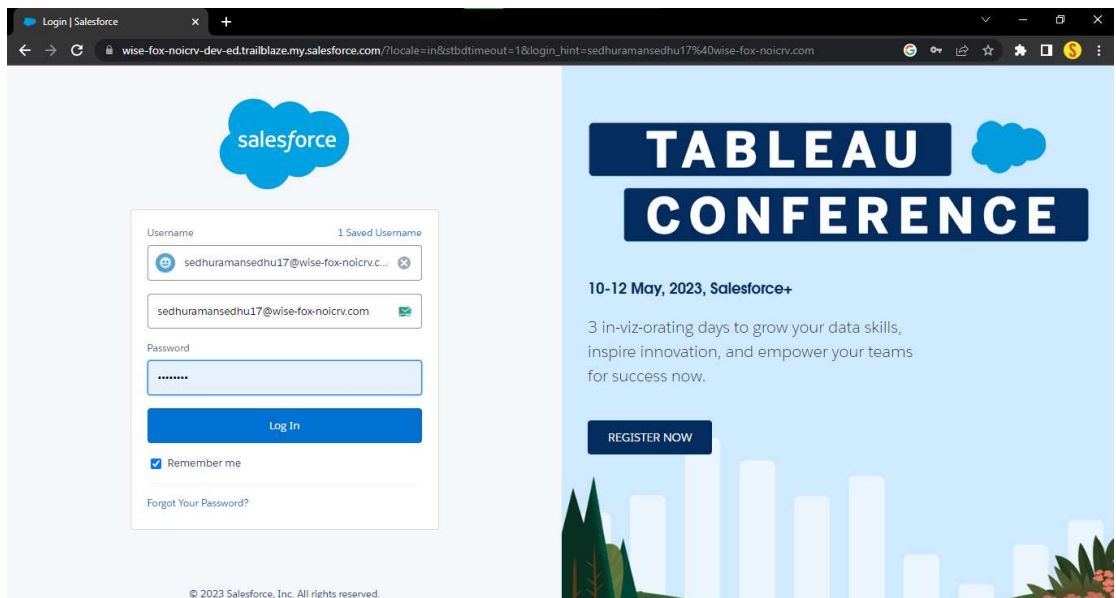 Login | Salesforce
wise-fox-noicrv-dev-ed.trailblaze.my.salesforce.com/?locale=in&stbdtimeout=1&login_hint=sedhuramansedhu17%40wise-fox-noicrv.com
S
salesforce
Username 1 Saved Username
sedhuramansedhu17@wise-fox-noicrv.c...
sedhuramansedhu17@wise-fox-noicrv.com
Password
••••••••
Log In
Remember me
Forgot Your Password?
© 2023 Salesforce, Inc. All rights reserved.
TABLEAU
CONFERENCE
10-12 May, 2023, Salesforce+
3 in-viz-orating days to grow your data skills,
inspire innovation, and empower your teams
for success now.
REGISTER NOW